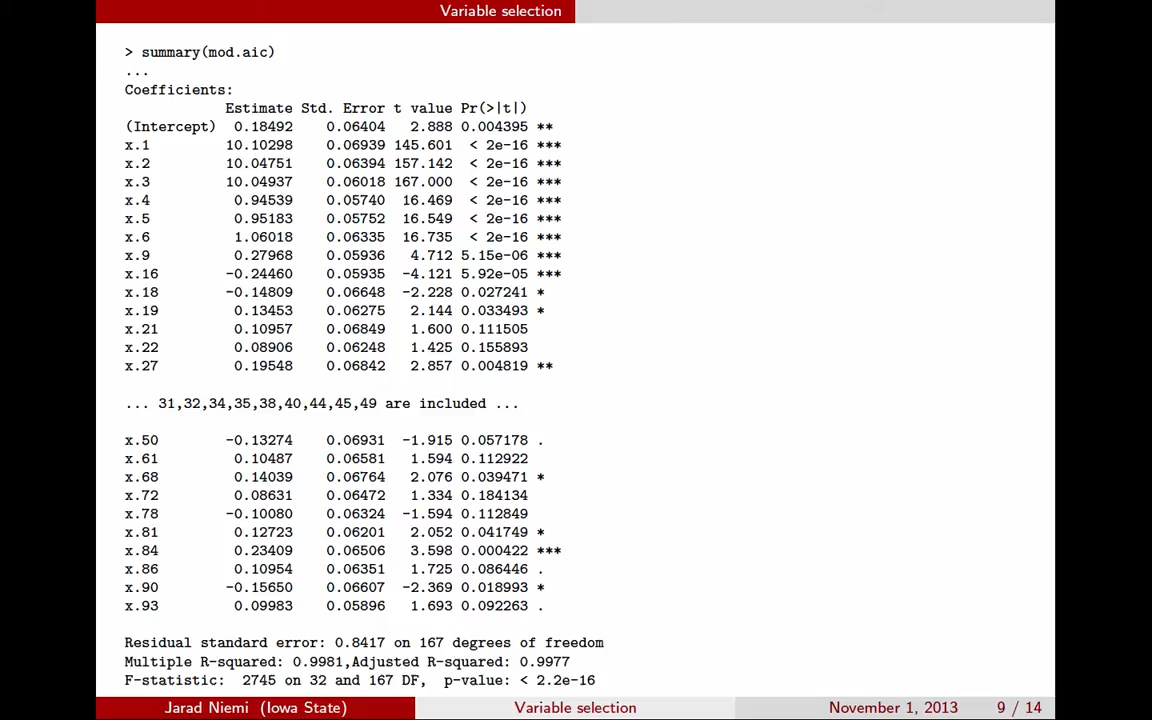 Variable selection
> summary(mod.aic)
...
Coefficients:
Estimate Std. Error t value Pr(>|t|)
(Intercept) 0.18492 0.06404 2.888 0.004395 **
x.1 10.10298 0.06939 145.601 < 2e-16 ***
x.2 10.04751 0.06394 157.142 < 2e-16 ***
x.3 10.04937 0.06018 167.000 < 2e-16 ***
x.4 0.94539 0.05740 16.469 < 2e-16 ***
x.5 0.95183 0.05752 16.549 < 2e-16 ***
x.6 1.06018 0.06335 16.735 < 2e-16 ***
x.9 0.27968 0.05936 4.712 5.15e-06 ***
x.16 -0.24460 0.05935 -4.121 5.92e-05 ***
x.18 -0.14809 0.06648 -2.228 0.027241 *
x.19 0.13453 0.06275 2.144 0.033493 *
x.21 0.10957 0.06849 1.600 0.111505
x.22 0.08906 0.06248 1.425 0.155893
x.27 0.19548 0.06842 2.857 0.004819 **
... 31,32,34,35,38,40,44,45,49 are included ...
x.50 -0.13274 0.06931 -1.915 0.057178 .
x.61 0.10487 0.06581 1.594 0.112922
x.68 0.14039 0.06764 2.076 0.039471 *
x.72 0.08631 0.06472 1.334 0.184134
x.78 -0.10080 0.06324 -1.594 0.112849
x.81 0.12723 0.06201 2.052 0.041749 *
x.84 0.23409 0.06506 3.598 0.000422 ***
x.86 0.10954 0.06351 1.725 0.086446 .
x.90 -0.15650 0.06607 -2.369 0.018993 *
x.93 0.09983 0.05896 1.693 0.092263 .
Residual standard error: 0.8417 on 167 degrees of freedom
Multiple R-squared: 0.9981,Adjusted R-squared: 0.9977
F-statistic: 2745 on 32 and 167 DF, p-value: < 2.2e-16
Jarad Niemi (Iowa State) Variable selection November 1, 2013 9 / 14